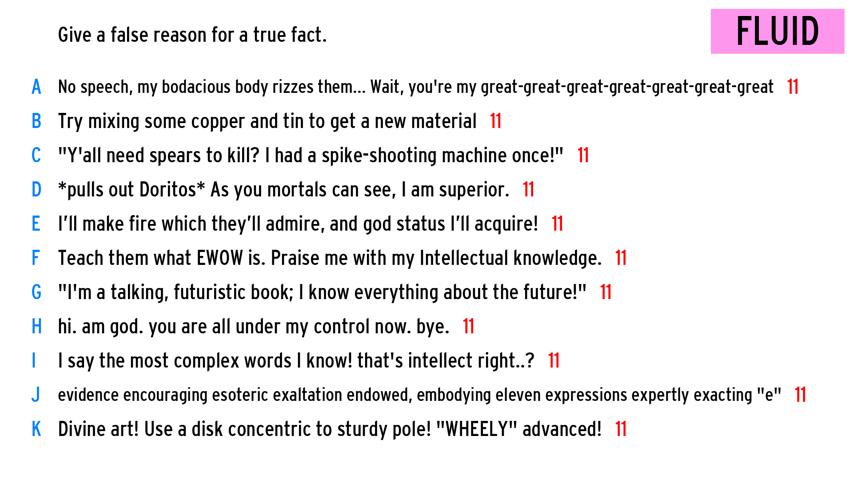 Give a false reason for a true fact.
FLUID
A No speech, my bodacious body rizzes them... Wait, you're my great-great-great-great-great-great-great 11
B Try mixing some copper and tin to get a new material 11
C "Y'all need spears to kill? I had a spike-shooting machine once!" 11
D *pulls out Doritos* As you mortals can see, I am superior. 11
E I'll make fire which they'll admire, and god status I'll acquire! 11
F Teach them what EWOW is. Praise me with my Intellectual knowledge. 11
G "I'm a talking, futuristic book; I know everything about the future!" 11
H hi. am god. you are all under my control now. bye. 11
I I say the most complex words I know! that's intellect right..? 11
J evidence encouraging esoteric exaltation endowed, embodying eleven expressions expertly exacting "e" 11
K Divine art! Use a disk concentric to sturdy pole! "WHEELY" advanced! 11